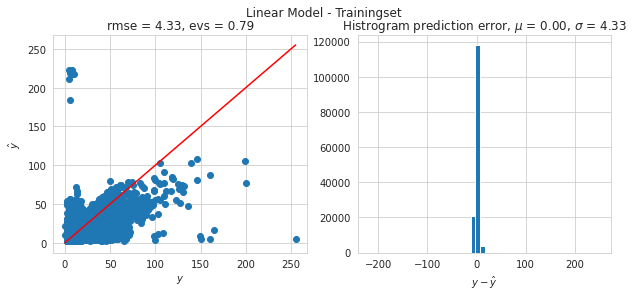 Linear Model - Trainingset
rmse = 4.33, evs = 0.79
250
200
150
100
50
0
ŷ
0 50 100 150 200 250
y
Histrogram prediction error, μ = 0.00, σ = 4.33
120000
100000
80000
60000
40000
20000
0
−200 −100 0 100 200
y − ŷ